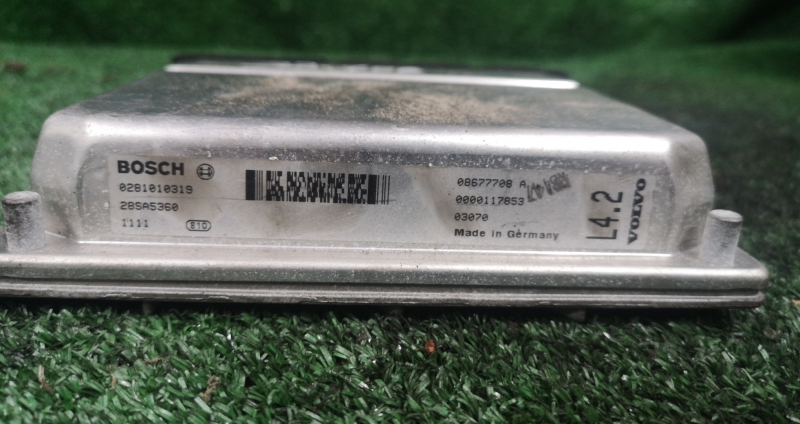 BOSCH
0281010319
28SA5360
1111 810
08677708 A
0000117853
03070
Made in Germany
L4.2
VOLVO